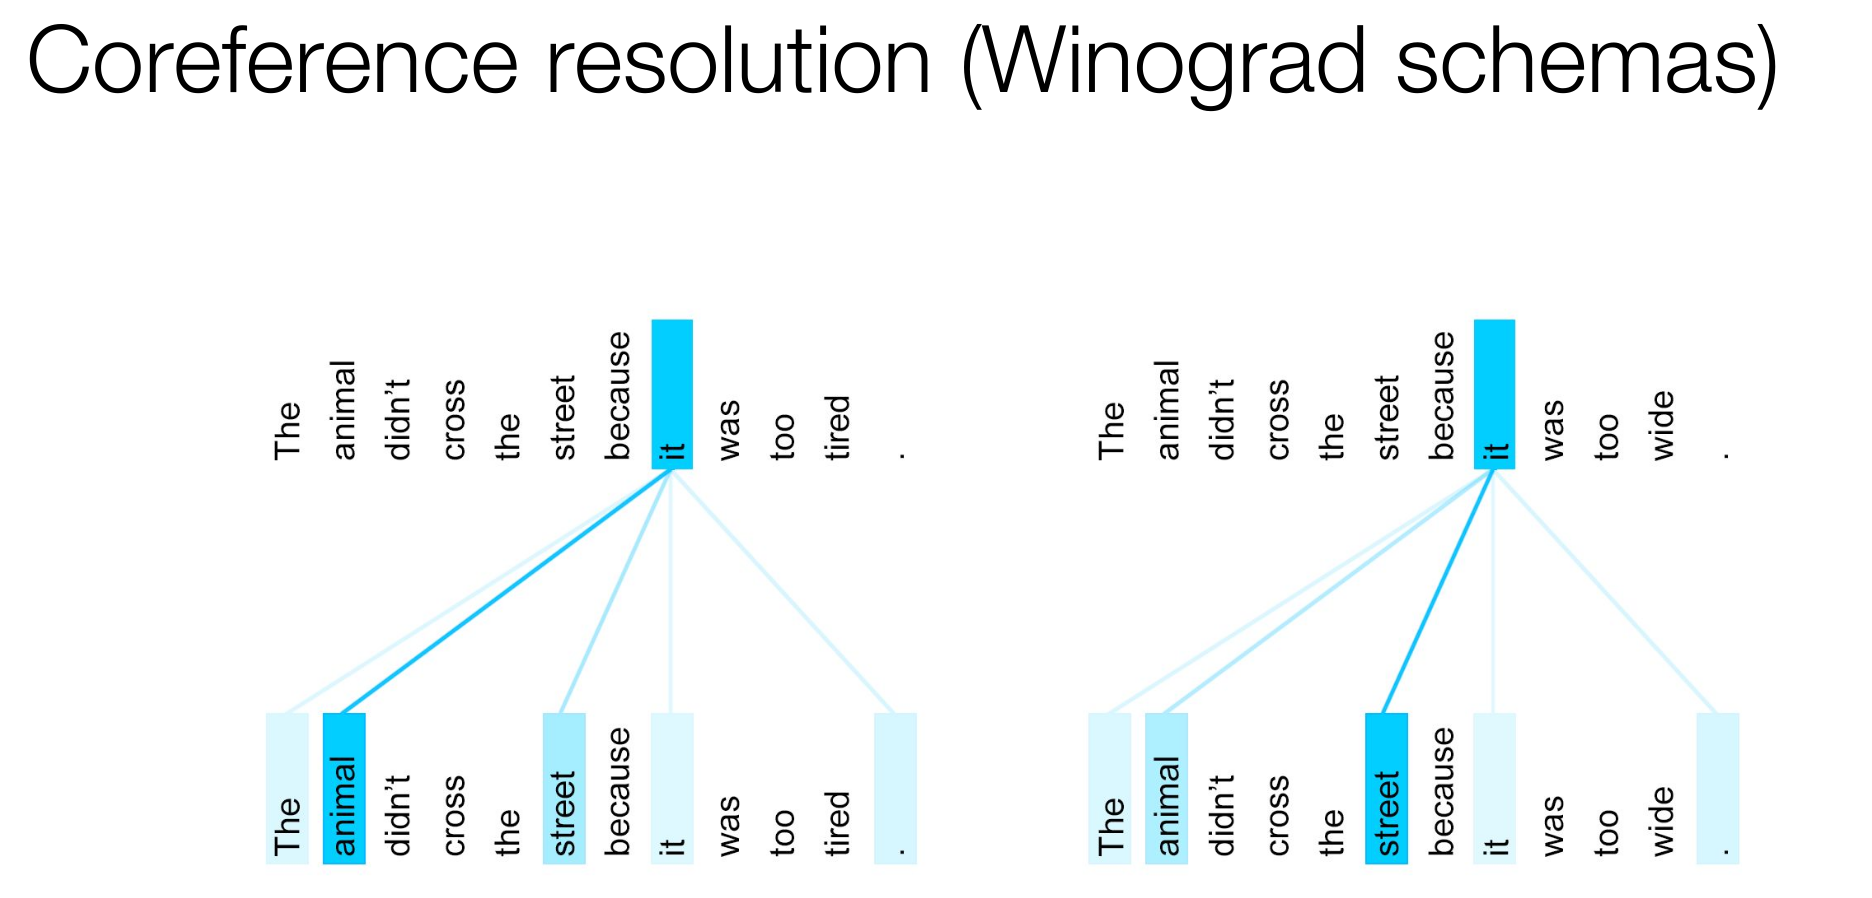 Coreference resolution (Winograd schemas)
The animal didn't cross the street because it was too tired .
The animal didn't cross the street because it was too wide .
The animal didn't cross the street because it was too tired .
The animal didn't cross the street because it was too wide .